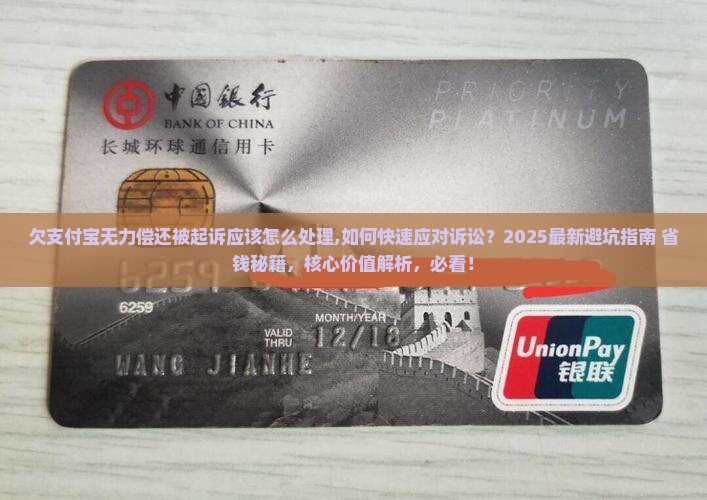 中国银行
BANK OF CHINA
长城环球通信用卡
PRIORITY
PLATINUM
欠支付宝无力偿还被起诉应该怎么处理,如何快速应对诉讼？2025最新避坑指南 省
钱秘籍，核心价值解析，必看！
6259
6259
MONTH/YEAR
VALID
THRU
12/18
WANG JIANHE
UnionPay
银联